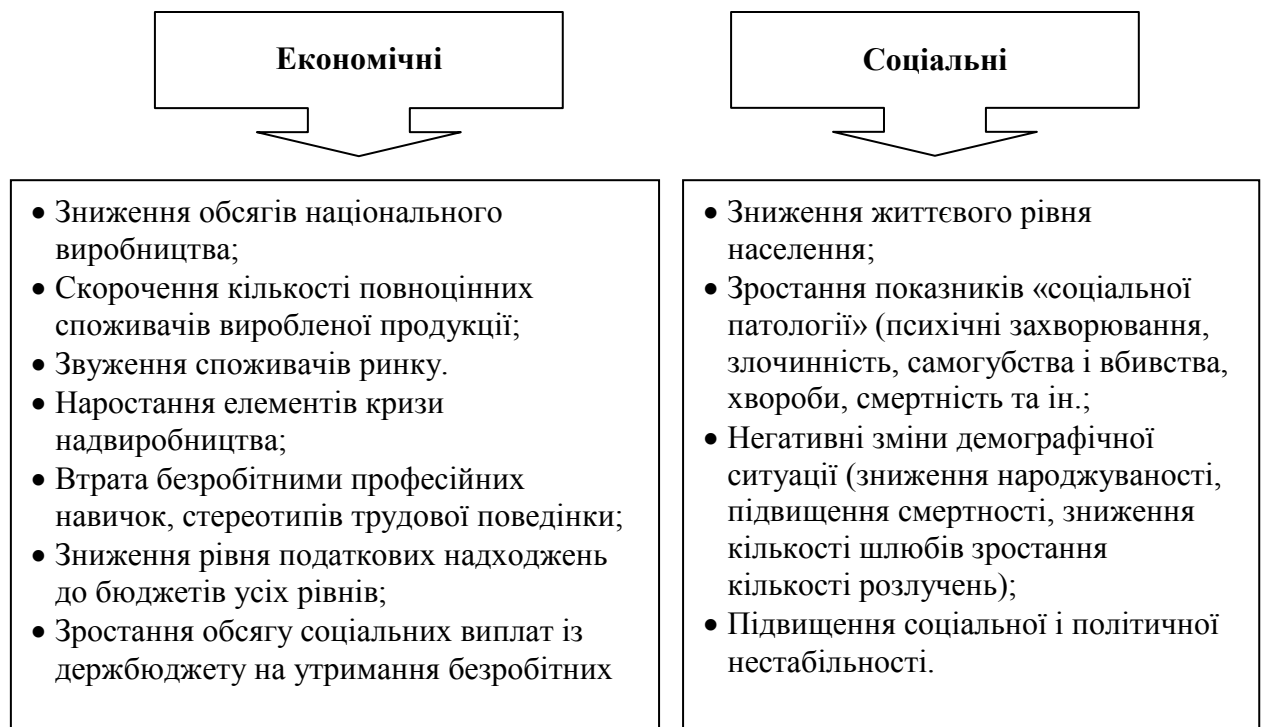 Економічні
• Зниження обсягів національного
виробництва;
• Скорочення кількості повноцінних
споживачів виробленої продукції;
• Звуження споживачів ринку.
• Наростання елементів кризи
надвиробництва;
• Втрата безробітними професійних
навичок, стереотипів трудової поведінки;
• Зниження рівня податкових надходжень
до бюджетів усіх рівнів;
• Зростання обсягу соціальних виплат із
держбюджету на утримання безробітних
Соціальні
• Зниження життєвого рівня
населення;
• Зростання показників «соціальної
патології» (психічні захворювання,
злочинність, самогубства і вбивства,
хвороби, смертність та ін.;
• Негативні зміни демографічної
ситуації (зниження народжуваності,
підвищення смертності, зниження
кількості шлюбів зростання
кількості розлучень);
• Підвищення соціальної і політичної
нестабільності.